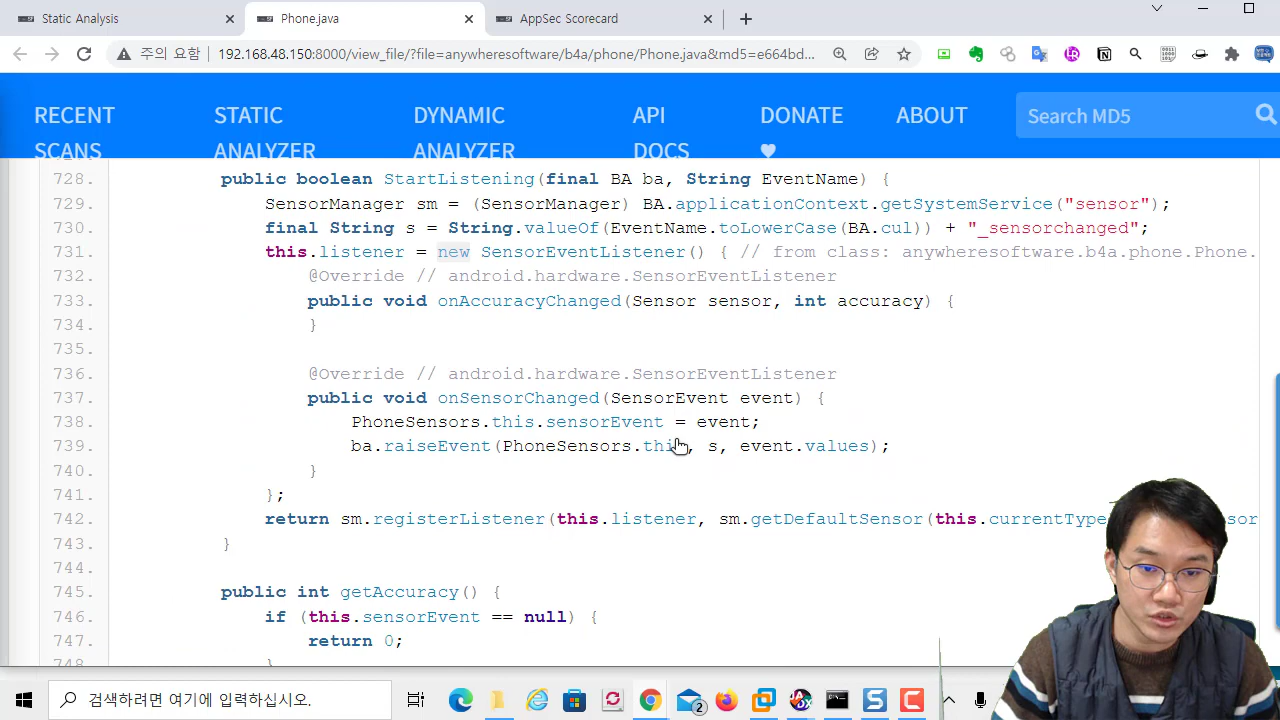 Static Analysis
Phone.java
AppSec Scorecard
주의 요함
192.168.48.150:8000/view_file/?file=anywheresoftware/b4a/phone/Phone.java&md5=e664bd...
RECENT SCANS
STATIC ANALYZER
DYNAMIC ANALYZER
API DOCS
DONATE ♥
ABOUT
Search MD5
728. public boolean StartListening(final BA ba, String EventName) {
729. SensorManager sm = (SensorManager) BA.applicationContext.getSystemService("sensor");
730. final String s = String.valueOf(EventName.toLowerCase(BA.cul)) + "_sensorchanged";
731. this.listener = new SensorEventListener() { // from class: anywheresoftware.b4a.phone.Phone.
732. @Override // android.hardware.SensorEventListener
733. public void onAccuracyChanged(Sensor sensor, int accuracy) {
734. }
735.
736. @Override // android.hardware.SensorEventListener
737. public void onSensorChanged(SensorEvent event) {
738. PhoneSensors.this.sensorEvent = event;
739. ba.raiseEvent(PhoneSensors.this, s, event.values);
740. }
741. };
742. return sm.registerListener(this.listener, sm.getDefaultSensor(this.currentType
743. }
744.
745. public int getAccuracy() {
746. if (this.sensorEvent == null) {
747. return 0;
748. }
검색하려면 여기에 입력하십시오.
2